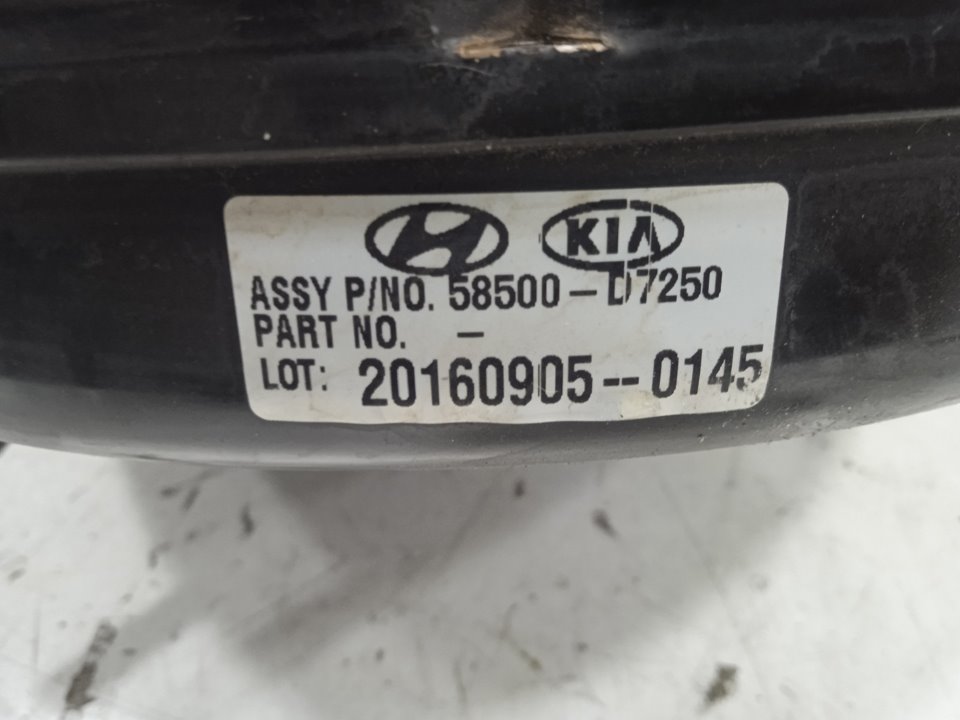 KIA
ASSY P/NO. 58500-D7250
PART NO. -
LOT: 20160905--0145